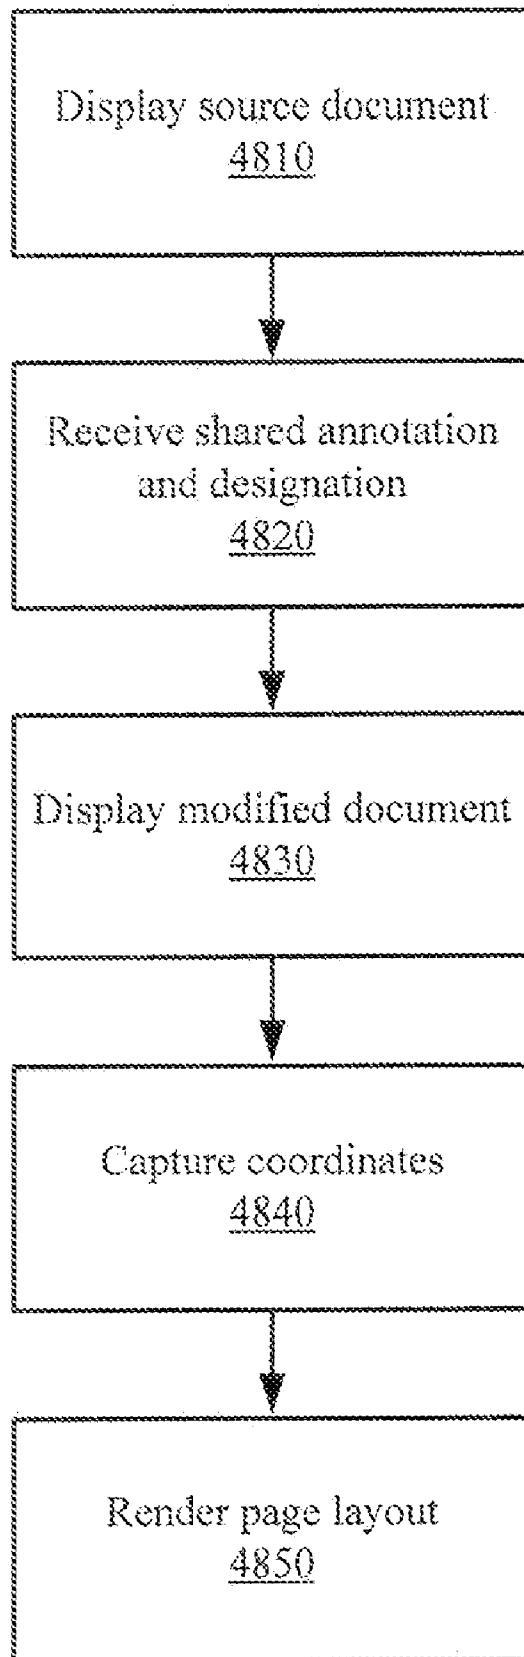 Display source document
4810
Receive shared annotation
and designation
4820
Display modified document
4830
Capture coordinates
4840
Render page layout
4850